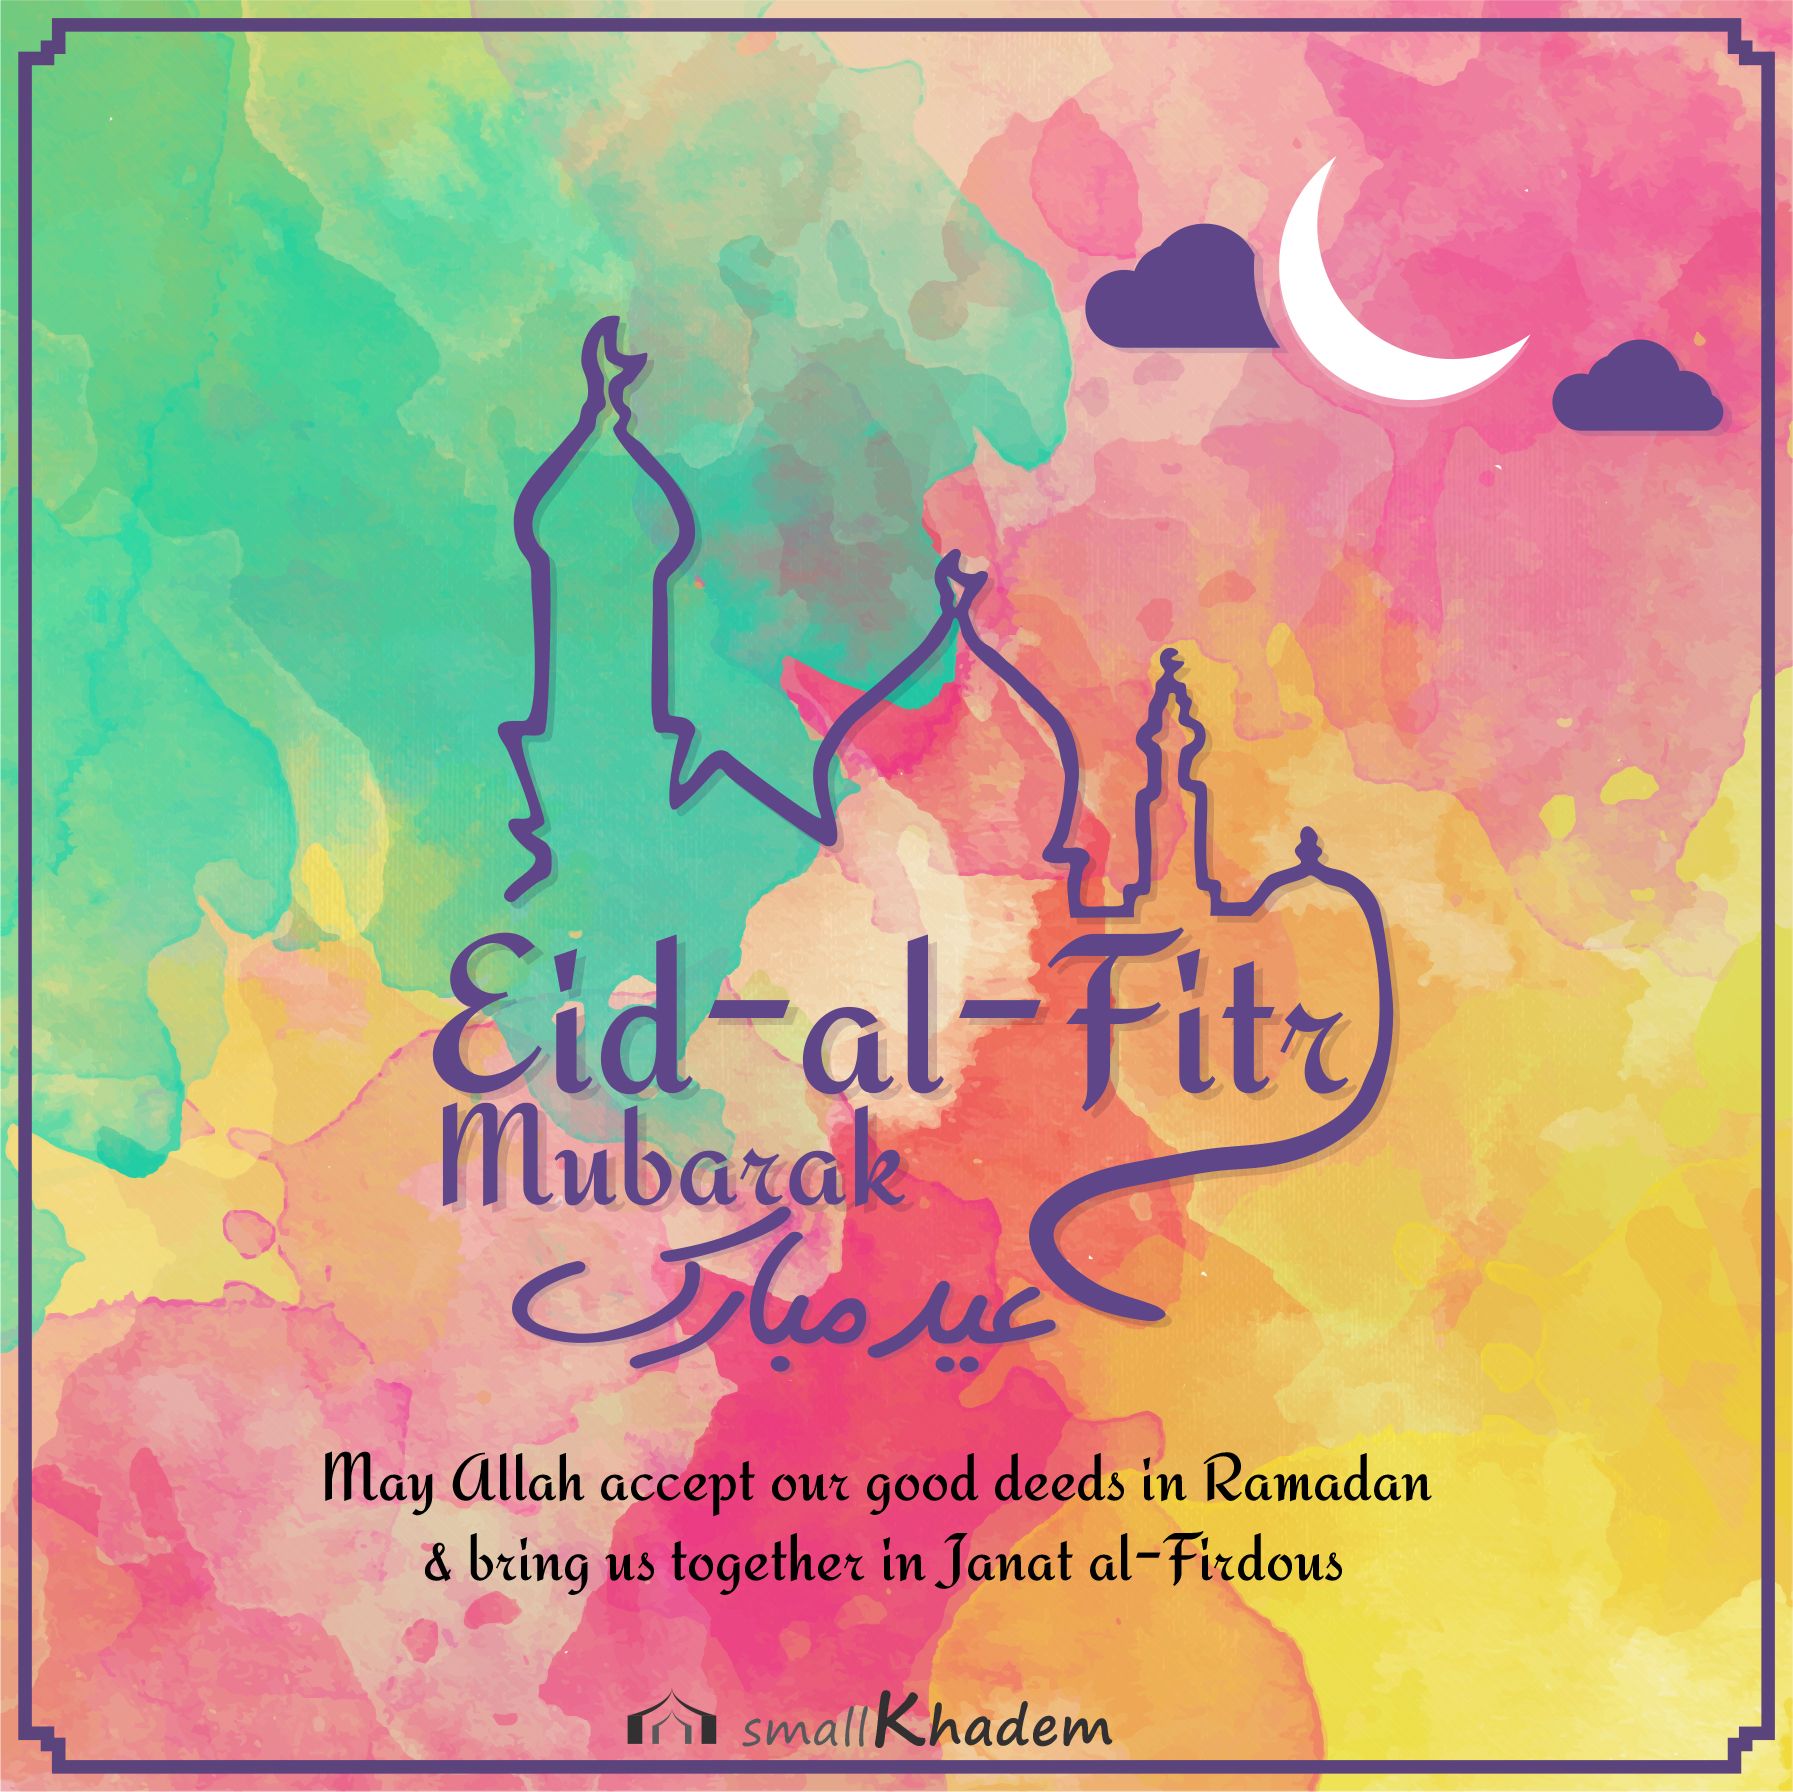 Eid-al-Fitr
Mubarak
عيد مبارك
May Allah accept our good deeds in Ramadan
& bring us together in Janat al-Firdous
smallKhadem